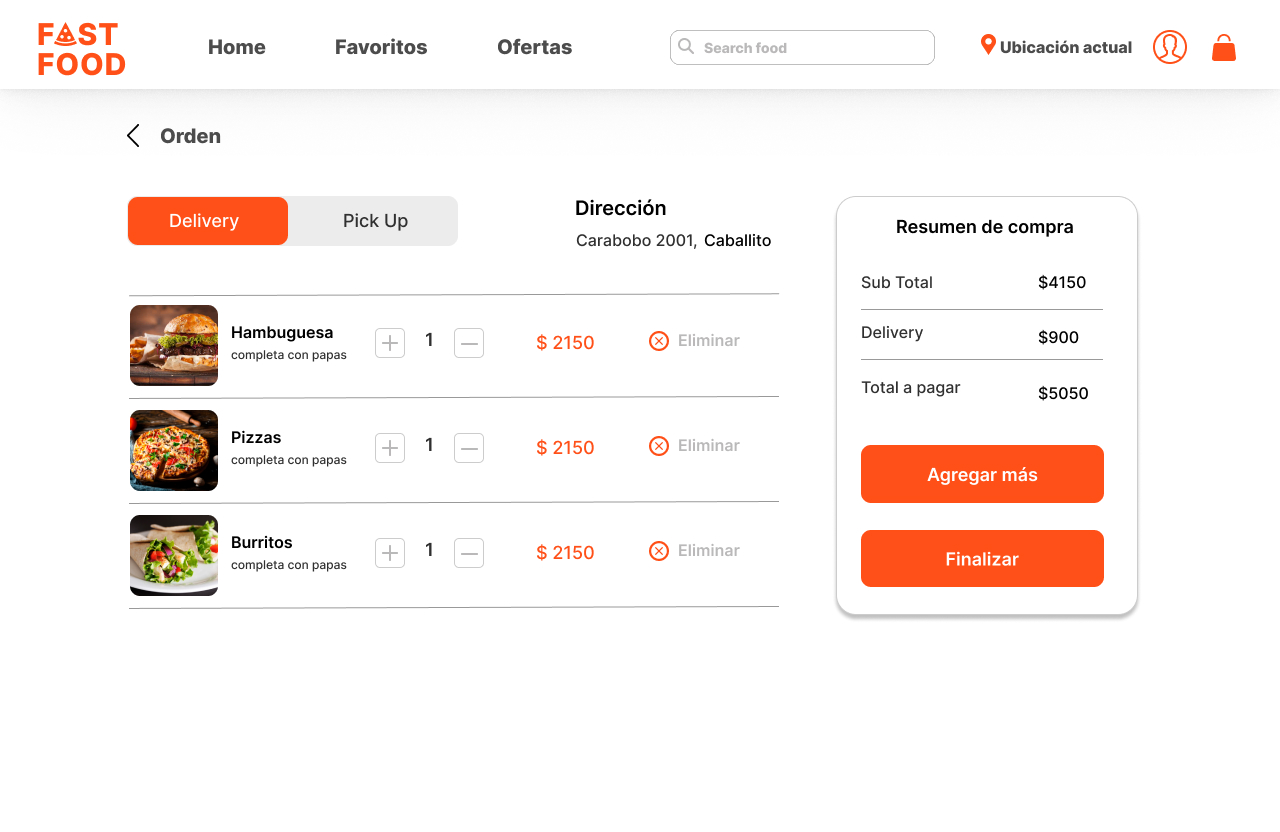 FAST
FOOD
Home
Favoritos
Ofertas
Search food
Ubicación actual
Orden
Delivery
Pick Up
Dirección
Carabobo 2001, Caballito
Hambuguesa
completa con papas
1
$ 2150
Eliminar
Pizzas
completa con papas
1
$ 2150
Eliminar
Burritos
completa con papas
1
$ 2150
Eliminar
Resumen de compra
Sub Total
$4150
Delivery
$900
Total a pagar
$5050
Agregar más
Finalizar